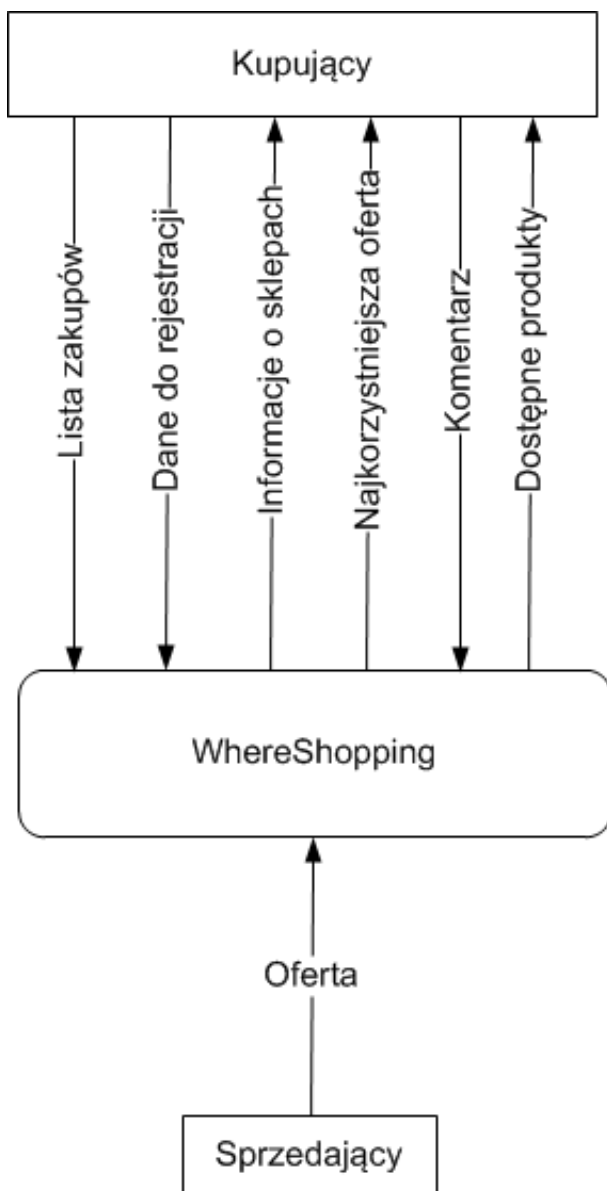 Kupujący
Lista zakupów
Dane do rejestracji
Informacje o sklepach
Najkorzystniejsza oferta
Komentarz
Dostępne produkty
WhereShopping
Oferta
Sprzedający